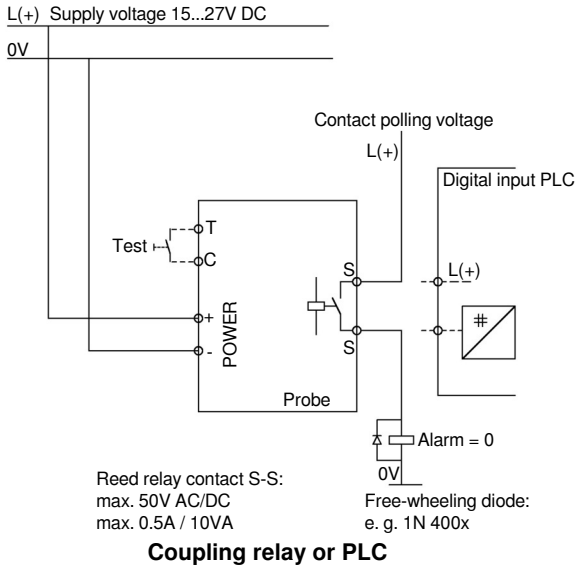 L(+) Supply voltage 15...27V DC
0V
Contact polling voltage
L(+)
Digital input PLC
T
Test
C
S
L(+)
+
POWER
-
#
S
Probe
Alarm = 0
0V
Reed relay contact S-S:
max. 50V AC/DC
max. 0.5A / 10VA
Free-wheeling diode:
e. g. 1N 400x
Coupling relay or PLC